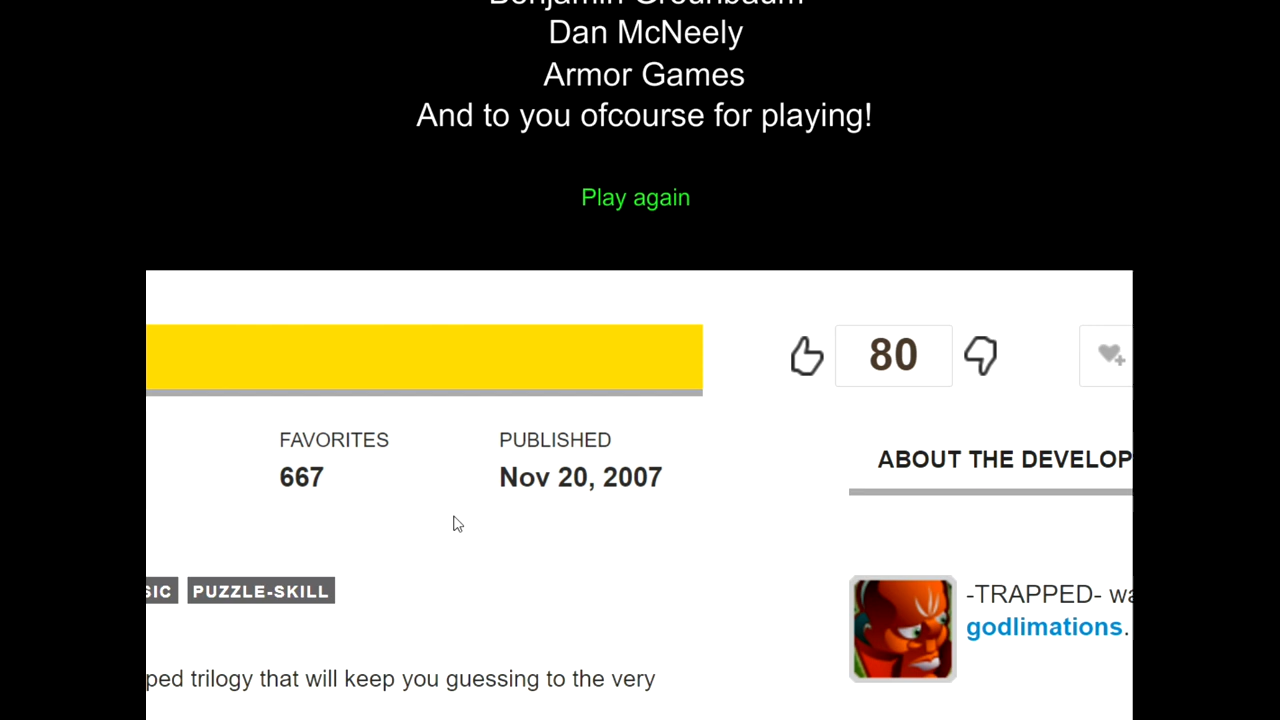 Dan McNeely
Armor Games
And to you ofcourse for playing!
Play again
80
FAVORITES
PUBLISHED
667
Nov 20, 2007
ABOUT THE DEVELOP
SIC
PUZZLE-SKILL
-TRAPPED- wa
godlimations.
ped trilogy that will keep you guessing to the very